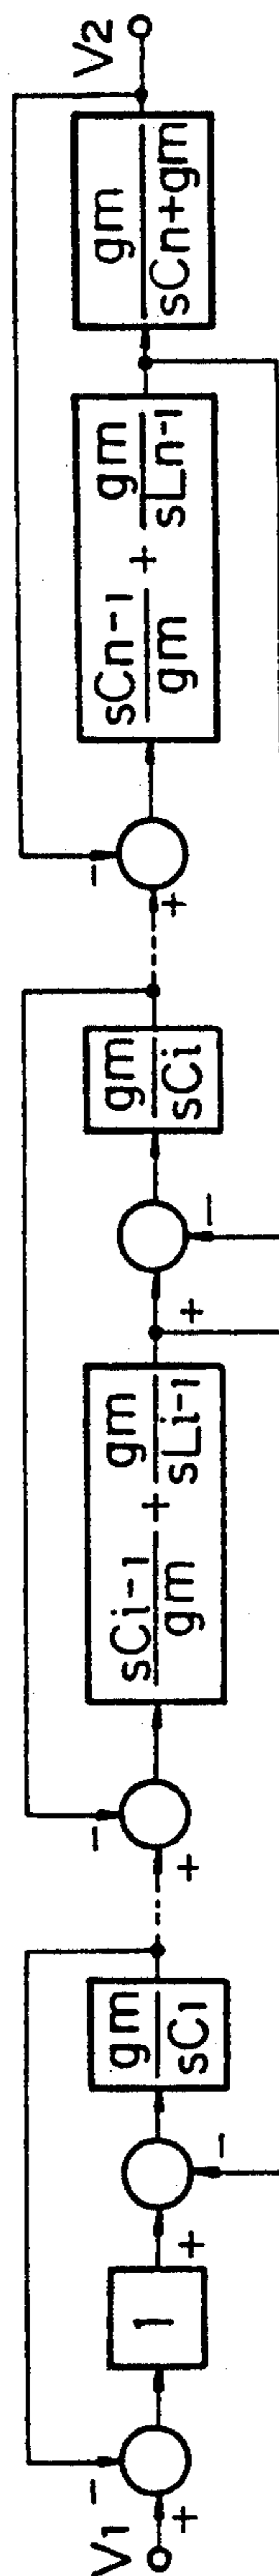 V1
+
−
1
+
−
gm
sC1
+
−
sCi-1
gm
+
gm
sLi-1
+
−
gm
sCi
+
−
sCn-1
gm
+
gm
sLn-1
gm
sCn+gm
V2